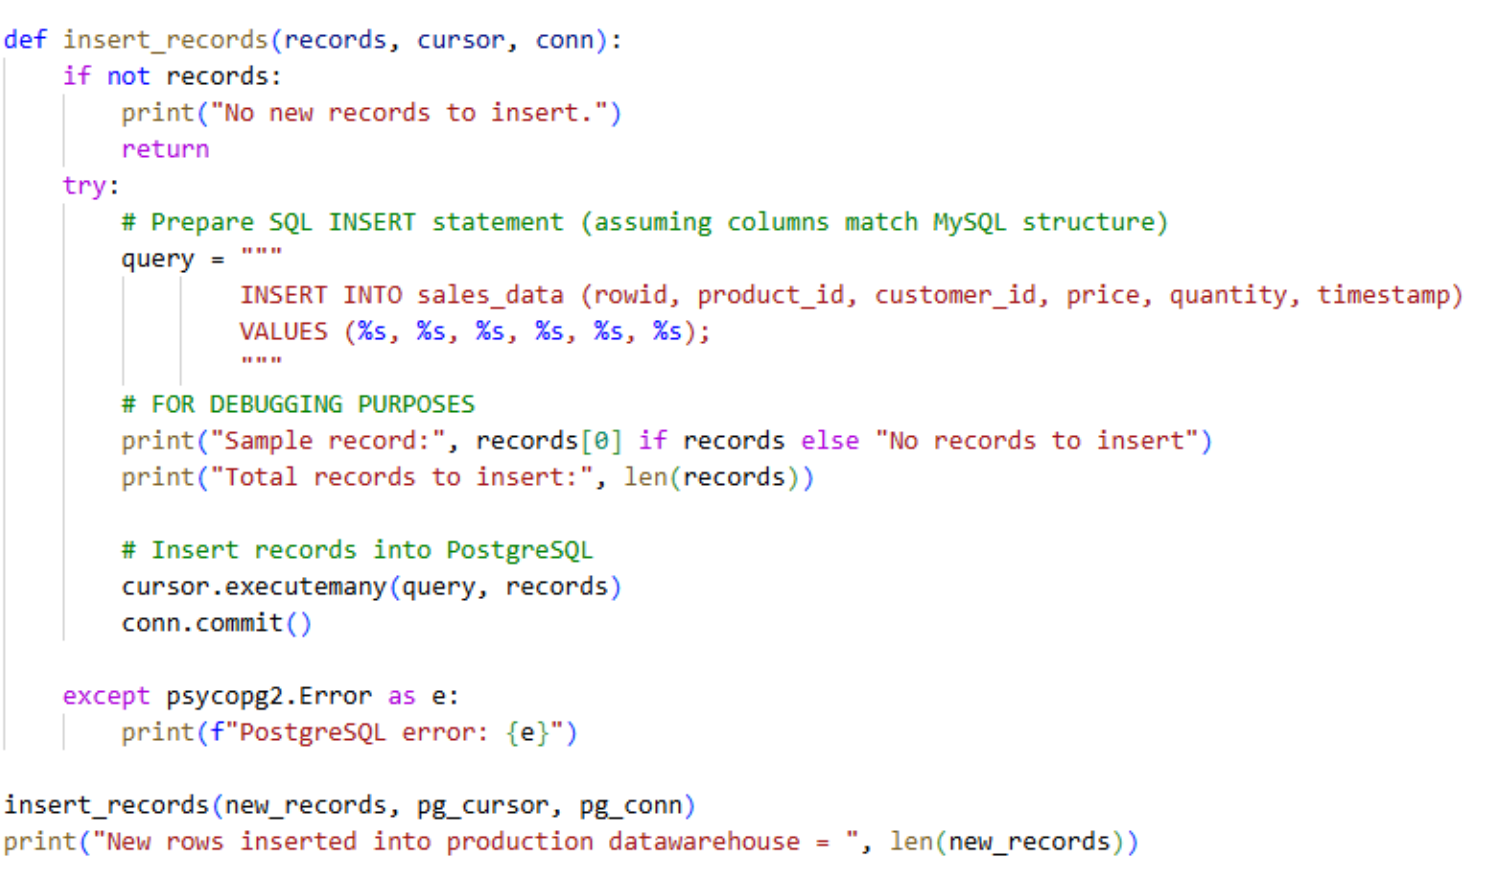 def insert_records(records, cursor, conn):
    if not records:
        print("No new records to insert.")
        return
    try:
        # Prepare SQL INSERT statement (assuming columns match MySQL structure)
        query = """
                INSERT INTO sales_data (rowid, product_id, customer_id, price, quantity, timestamp)
                VALUES (%s, %s, %s, %s, %s, %s);
                """
        # FOR DEBUGGING PURPOSES
        print("Sample record:", records[0] if records else "No records to insert")
        print("Total records to insert:", len(records))

        # Insert records into PostgreSQL
        cursor.executemany(query, records)
        conn.commit()

    except psycopg2.Error as e:
        print(f"PostgreSQL error: {e}")

insert_records(new_records, pg_cursor, pg_conn)
print("New rows inserted into production datawarehouse = ", len(new_records))